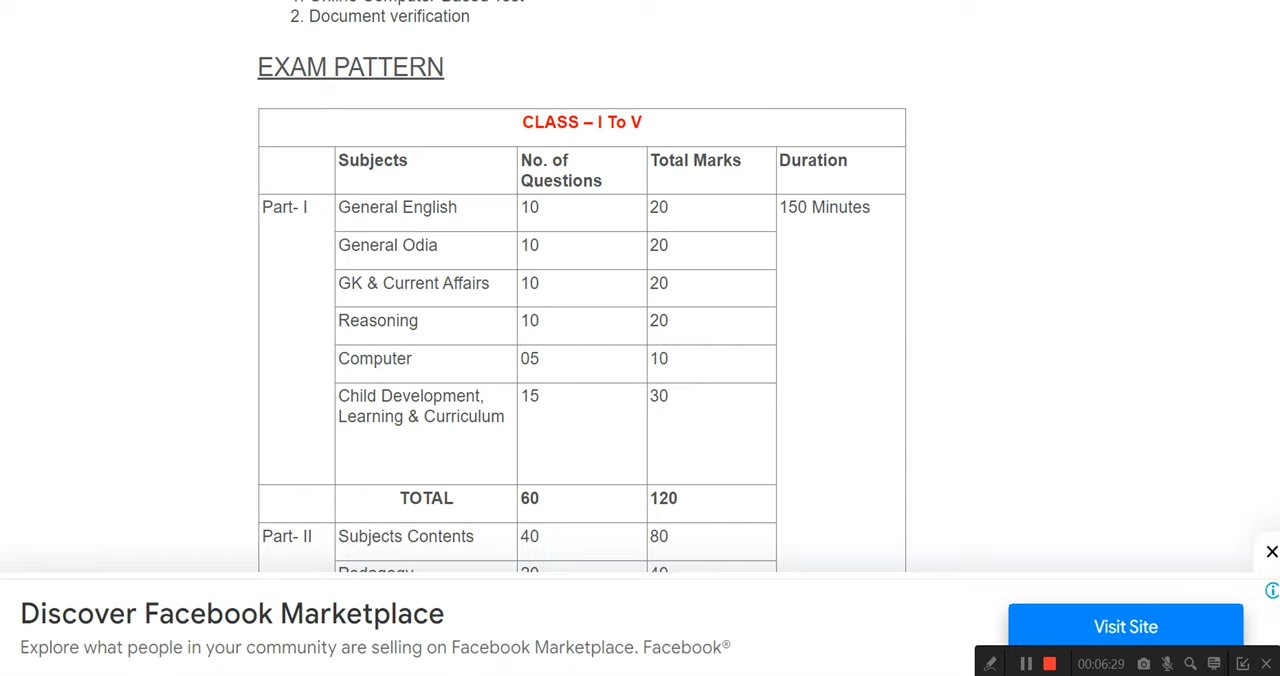 2. Document verification
EXAM PATTERN
CLASS – I To V
Subjects No. of Questions Total Marks Duration
Part- I General English 10 20 150 Minutes
General Odia 10 20
GK & Current Affairs 10 20
Reasoning 10 20
Computer 05 10
Child Development, 15 30
Learning & Curriculum
TOTAL 60 120
Part- II Subjects Contents 40 80
Discover Facebook Marketplace
Explore what people in your community are selling on Facebook Marketplace. Facebook®
Visit Site
00:06:29